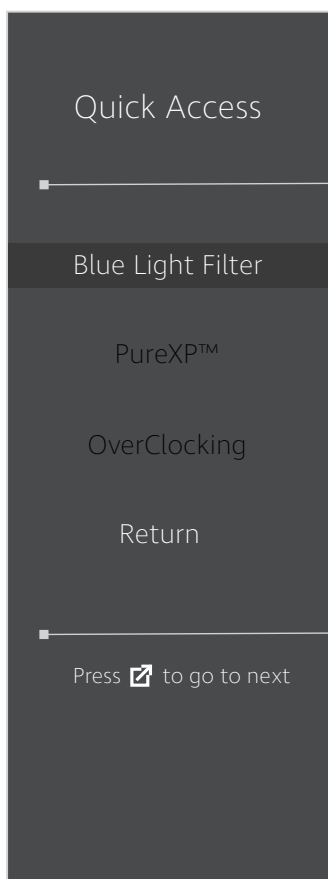 Quick Access
Blue Light Filter
PureXP™
OverClocking
Return
Press to go to next